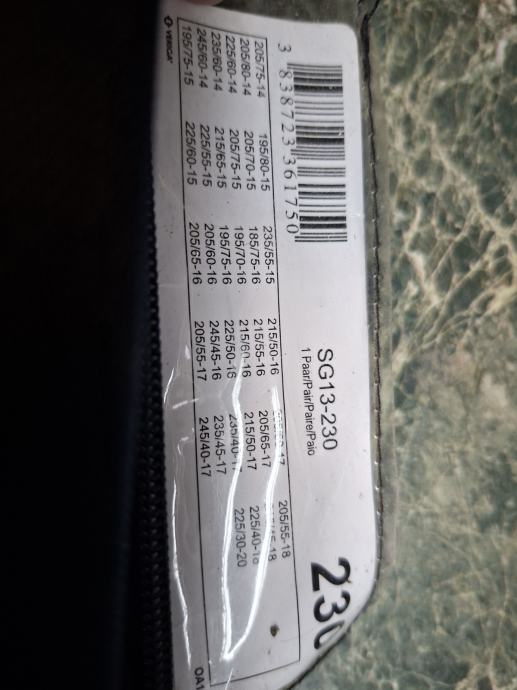 3 838723 361750
SG13-230
1 Paar/Pair/Paire/Paio
230
205/75-14 195/80-15 235/55-15 215/50-16 205/55-18
205/80-14 205/70-15 185/75-16 215/55-16 205/65-17
225/60-14 205/75-15 195/70-16 215/60-16 215/50-17 225/40-18
235/60-14 215/65-15 195/75-16 225/50-16 235/40-17 225/30-20
245/60-14 225/55-15 205/60-16 245/45-16 235/45-17
195/75-15 225/60-15 205/65-16 205/55-17 245/40-17
VERIGA